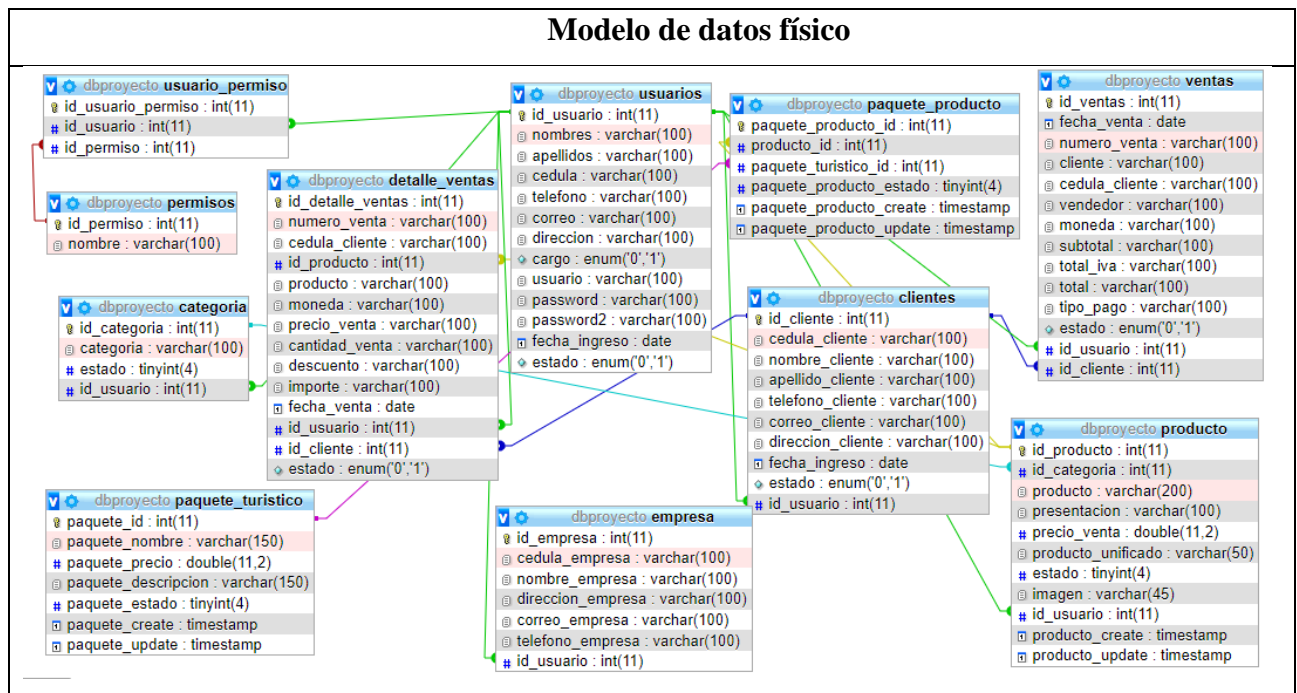 Modelo de datos físico
dbproyecto usuario_permiso
id_usuario_permiso : int(11)
id_usuario : int(11)
id_permiso : int(11)
dbproyecto permisos
id_permiso : int(11)
nombre : varchar(100)
dbproyecto categoria
id_categoria : int(11)
categoria : varchar(100)
estado : tinyint(4)
id_usuario : int(11)
dbproyecto detalle_ventas
id_detalle_ventas : int(11)
numero_venta : varchar(100)
cedula_cliente : varchar(100)
id_producto : int(11)
producto : varchar(100)
moneda : varchar(100)
precio_venta : varchar(100)
cantidad_venta : varchar(100)
descuento : varchar(100)
importe : varchar(100)
fecha_venta : date
id_usuario : int(11)
id_cliente : int(11)
estado : enum('0','1')
dbproyecto paquete_turistico
paquete_id : int(11)
paquete_nombre : varchar(150)
paquete_precio : double(11,2)
paquete_descripcion : varchar(150)
paquete_estado : tinyint(4)
paquete_create : timestamp
paquete_update : timestamp
dbproyecto usuarios
id_usuario : int(11)
nombres : varchar(100)
apellidos : varchar(100)
cedula : varchar(100)
telefono : varchar(100)
correo : varchar(100)
direccion : varchar(100)
cargo : enum('0','1')
usuario : varchar(100)
password : varchar(100)
password2 : varchar(100)
fecha_ingreso : date
estado : enum('0','1')
dbproyecto empresa
id_empresa : int(11)
cedula_empresa : varchar(100)
nombre_empresa : varchar(100)
direccion_empresa : varchar(100)
correo_empresa : varchar(100)
telefono_empresa : varchar(100)
id_usuario : int(11)
dbproyecto paquete_producto
paquete_producto_id : int(11)
producto_id : int(11)
paquete_turistico_id : int(11)
paquete_producto_estado : tinyint(4)
paquete_producto_create : timestamp
paquete_producto_update : timestamp
dbproyecto clientes
id_cliente : int(11)
cedula_cliente : varchar(100)
nombre_cliente : varchar(100)
apellido_cliente : varchar(100)
telefono_cliente : varchar(100)
correo_cliente : varchar(100)
direccion_cliente : varchar(100)
fecha_ingreso : date
estado : enum('0','1')
id_usuario : int(11)
dbproyecto ventas
id_ventas : int(11)
fecha_venta : date
numero_venta : varchar(100)
cliente : varchar(100)
cedula_cliente : varchar(100)
vendedor : varchar(100)
moneda : varchar(100)
subtotal : varchar(100)
total_iva : varchar(100)
total : varchar(100)
tipo_pago : varchar(100)
estado : enum('0','1')
id_usuario : int(11)
id_cliente : int(11)
dbproyecto producto
id_producto : int(11)
id_categoria : int(11)
producto : varchar(200)
presentacion : varchar(100)
precio_venta : double(11,2)
producto_unificado : varchar(50)
estado : tinyint(4)
imagen : varchar(45)
id_usuario : int(11)
producto_create : timestamp
producto_update : timestamp